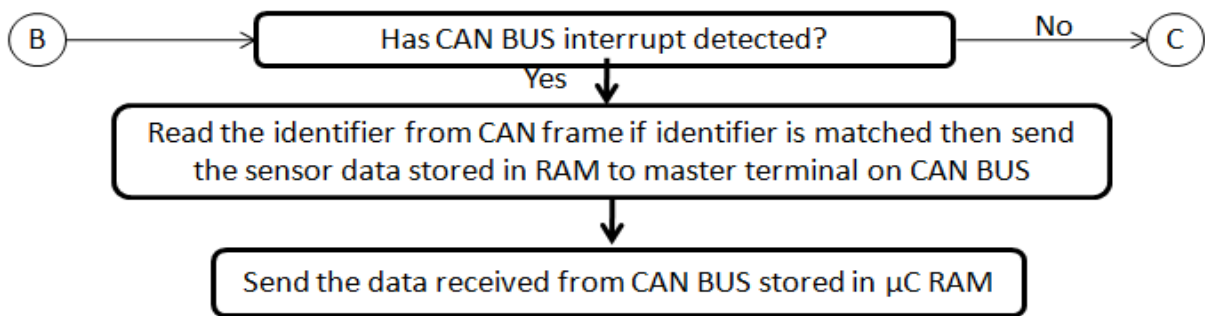 B
Has CAN BUS interrupt detected?
No
C
Yes
Read the identifier from CAN frame if identifier is matched then send
the sensor data stored in RAM to master terminal on CAN BUS
Send the data received from CAN BUS stored in µC RAM